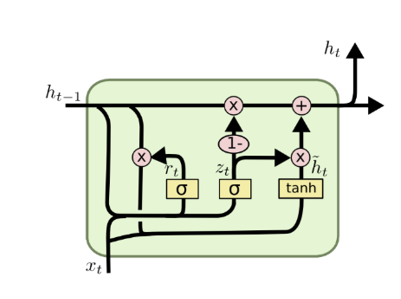 h_t
h_{t-1}
x +
1-
x r_t z_t x h̃_t
σ σ tanh
x_t